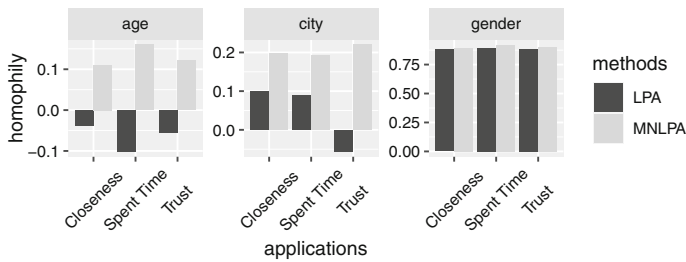 age
city
gender
homophily
0.1
0.0
−0.1
0.2
0.1
0.0
0.75
0.50
0.25
0.00
Closeness
Spent Time
Trust
Closeness
Spent Time
Trust
Closeness
Spent Time
Trust
applications
methods
LPA
MNLPA